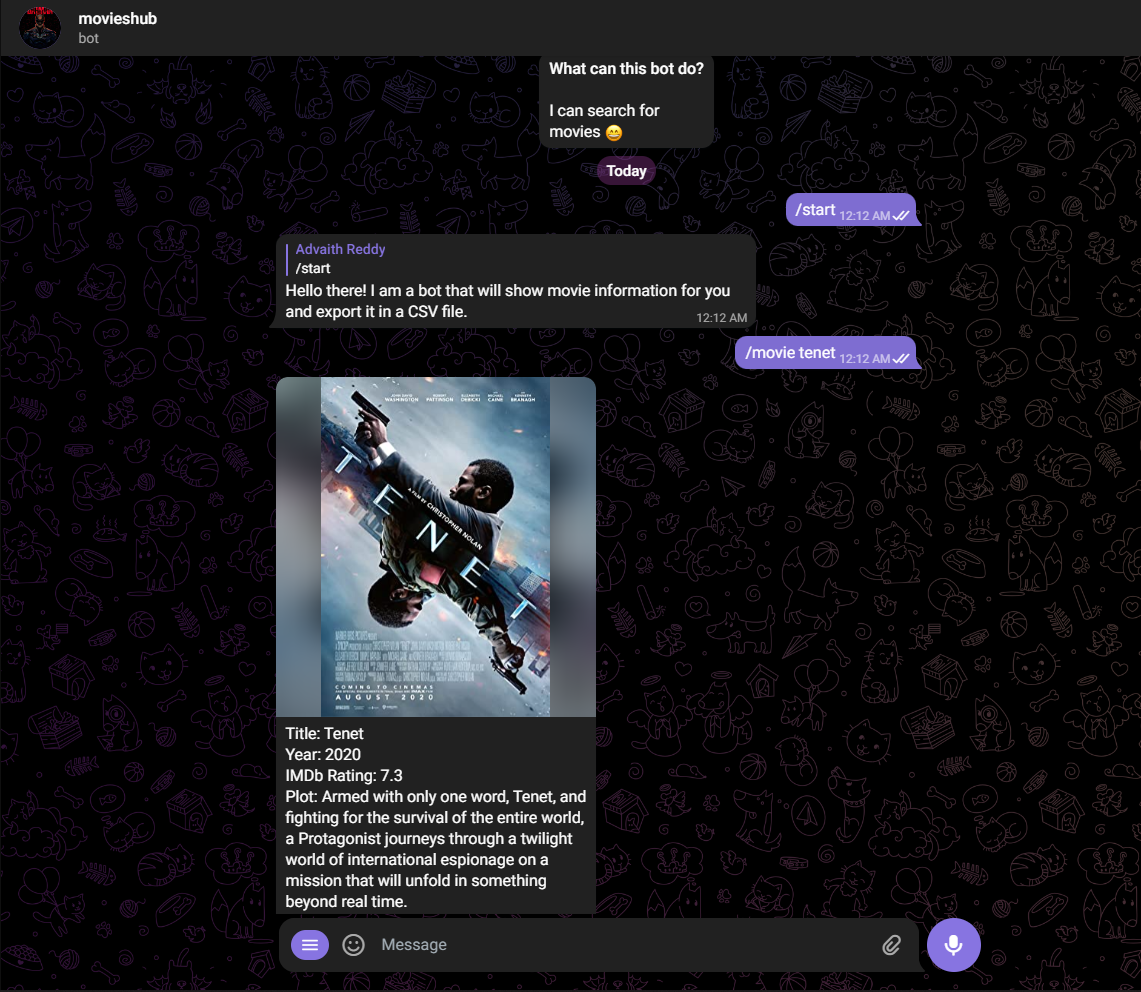 movieshub
bot
What can this bot do?
I can search for
movies 😄
Today
/start 12:12 AM
Advaith Reddy
/start
Hello there! I am a bot that will show movie information for you
and export it in a CSV file.
12:12 AM
/movie tenet 12:12 AM
JOHN DAVID WASHINGTON ROBERT PATTINSON ELIZABETH DEBICKI MICHAEL CAINE KENNETH BRANAGH
A FILM BY CHRISTOPHER NOLAN
TENET
COMING TO CINEMAS
AUGUST 2020
Title: Tenet
Year: 2020
IMDb Rating: 7.3
Plot: Armed with only one word, Tenet, and
fighting for the survival of the entire world,
a Protagonist journeys through a twilight
world of international espionage on a
mission that will unfold in something
beyond real time.
Message